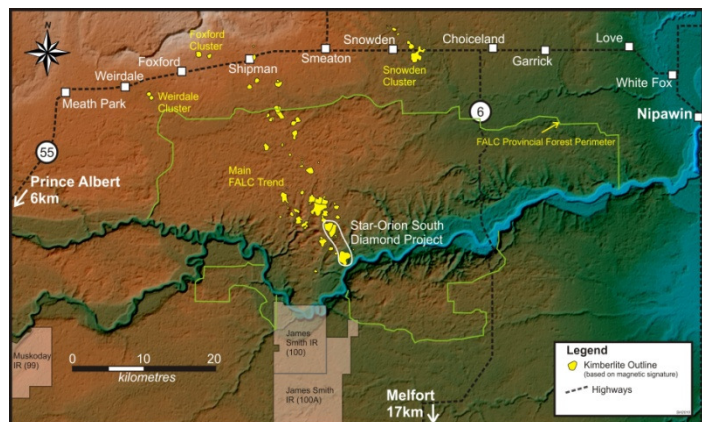 N
Foxford
Cluster
Snowden
Choiceland
Love
Foxford
Shipman
Smeaton
Garrick
Weirdale
Snowden
Cluster
White Fox
Meath Park
Weirdale
Cluster
Nipawin
6
FALC Provincial Forest Perimeter
55
Main
FALC Trend
Prince Albert
6km
Star-Orion South
Diamond Project
James
Smith IR
(100)
Muskoday
IR (99)
0
10
20
kilometres
James
Smith IR
(100A)
Melfort
17km
Legend
Kimberlite Outline
(based on magnetic signature)
Highways